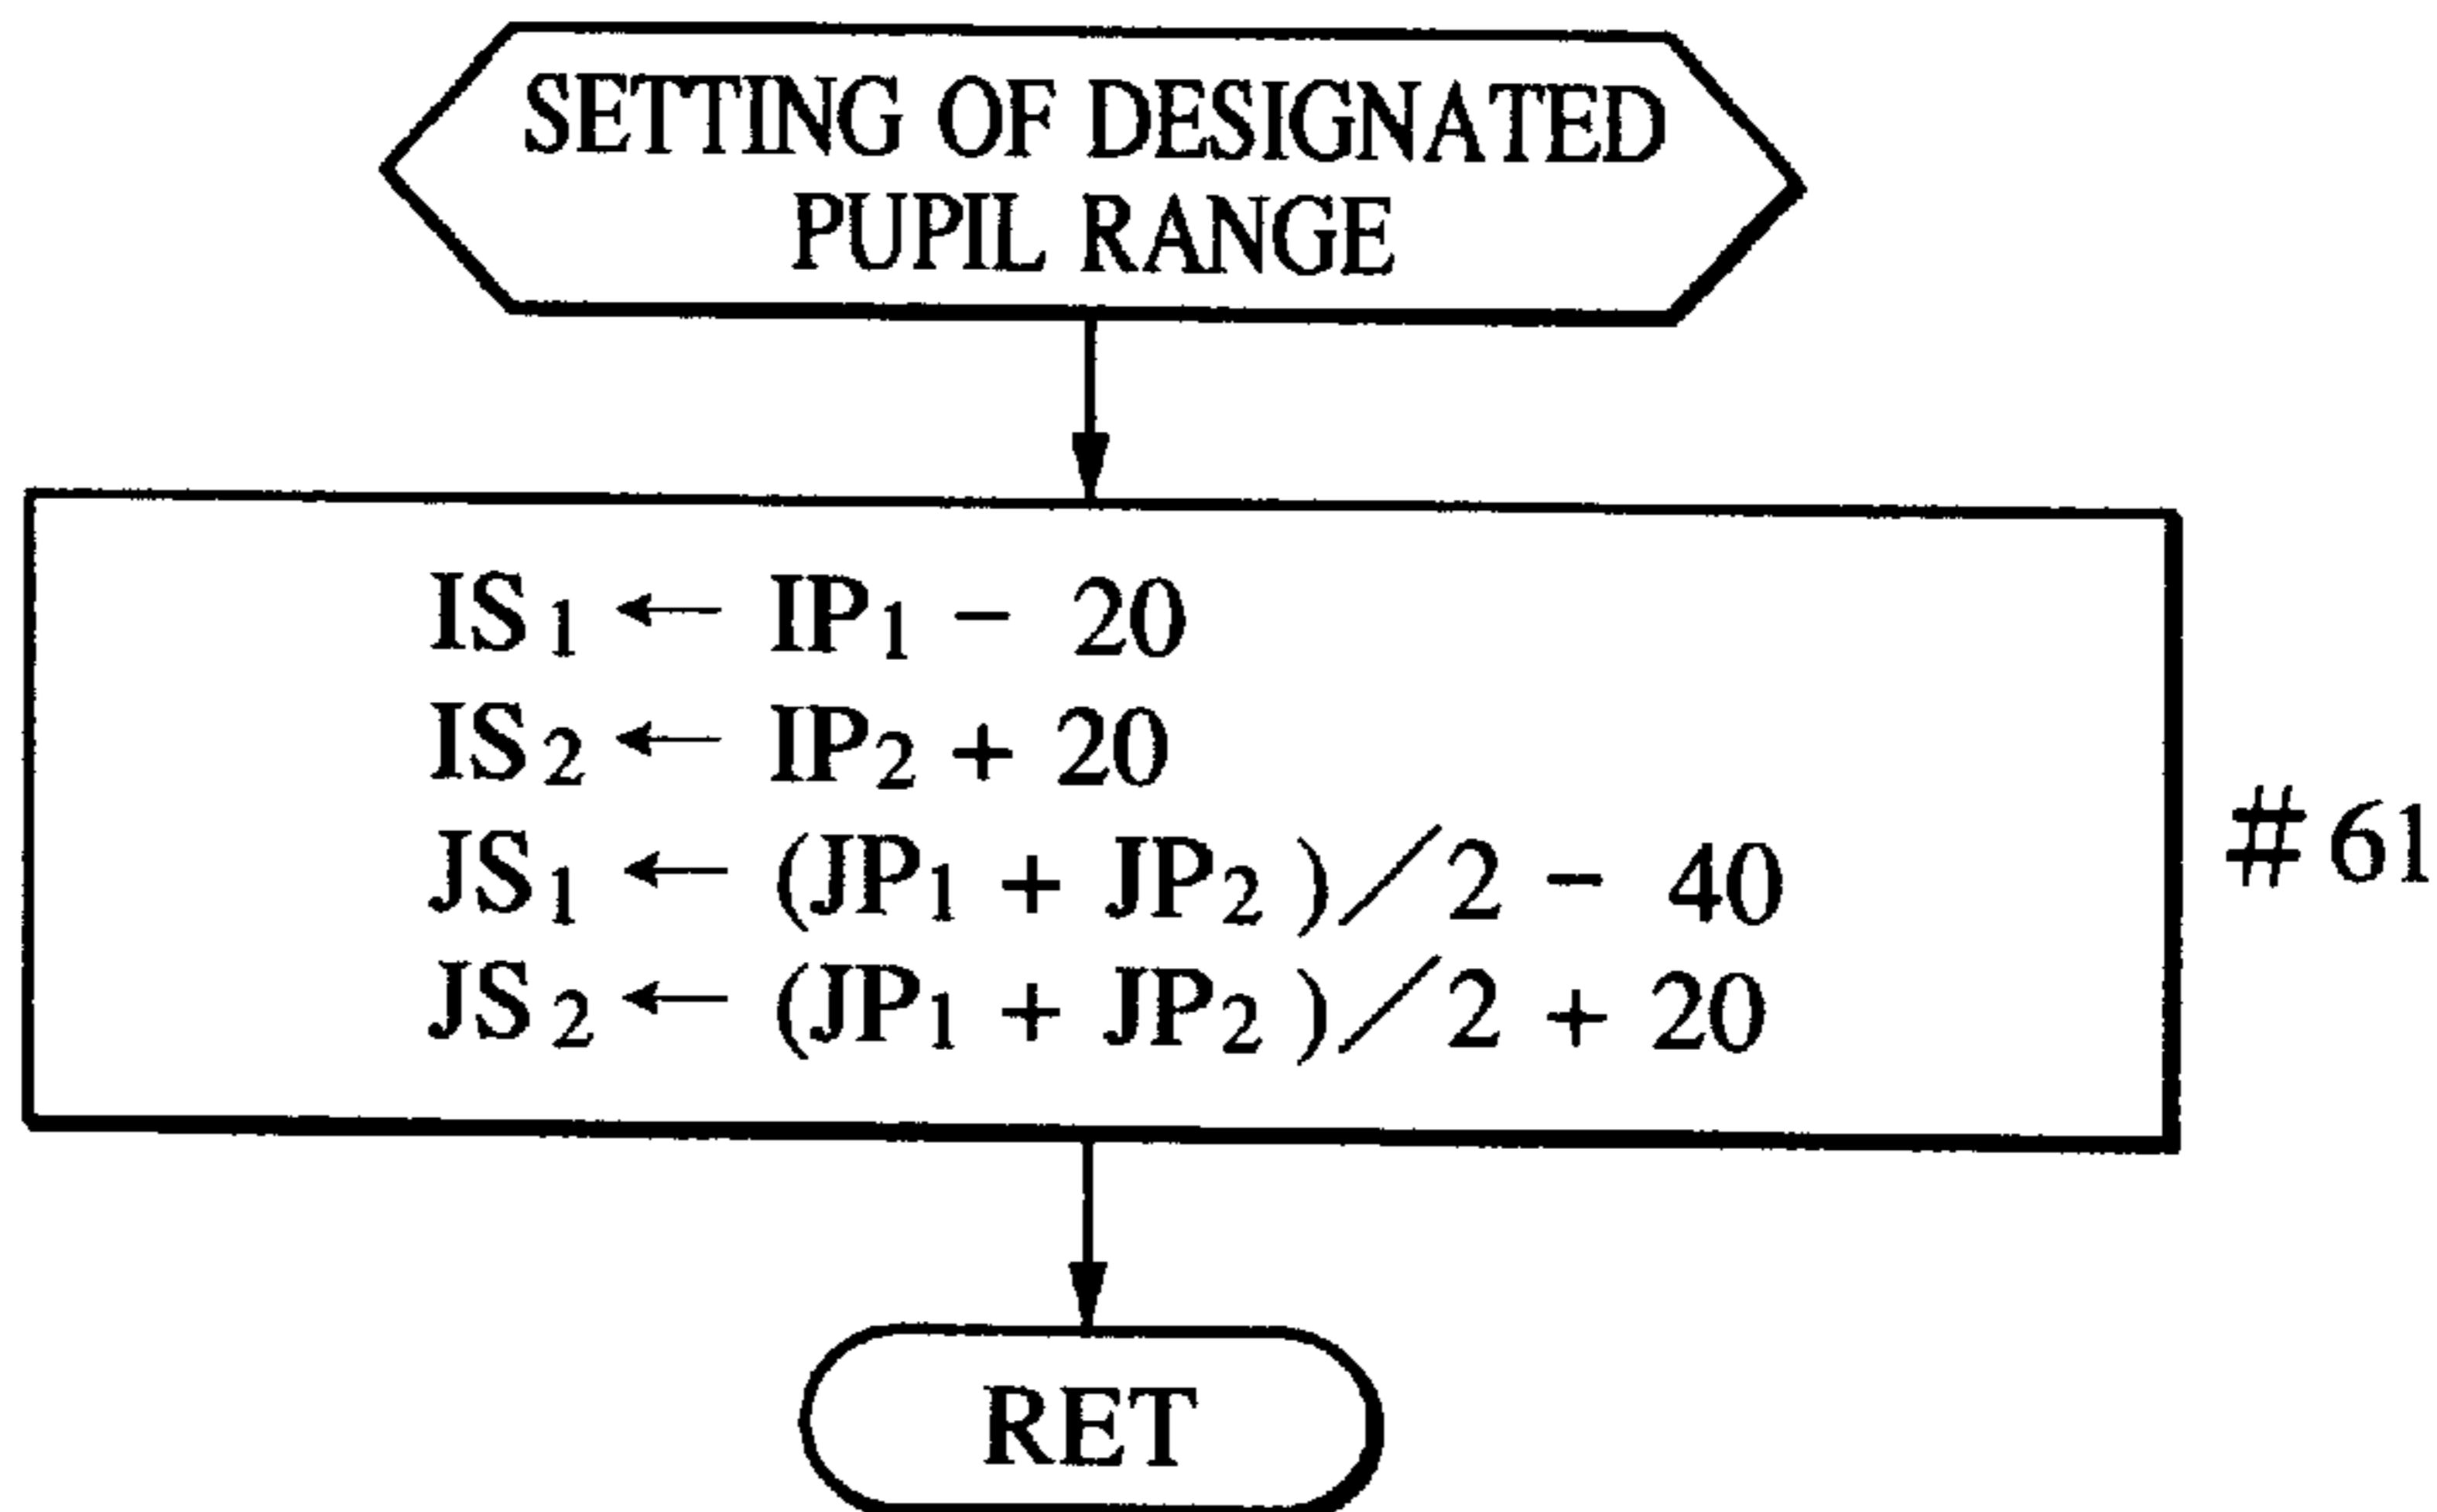 SETTING OF DESIGNATED
PUPIL RANGE
IS₁ ← IP₁ − 20
IS₂ ← IP₂ + 20
JS₁ ← (JP₁ + JP₂)／2 − 40
JS₂ ← (JP₁ + JP₂)／2 + 20
#61
RET